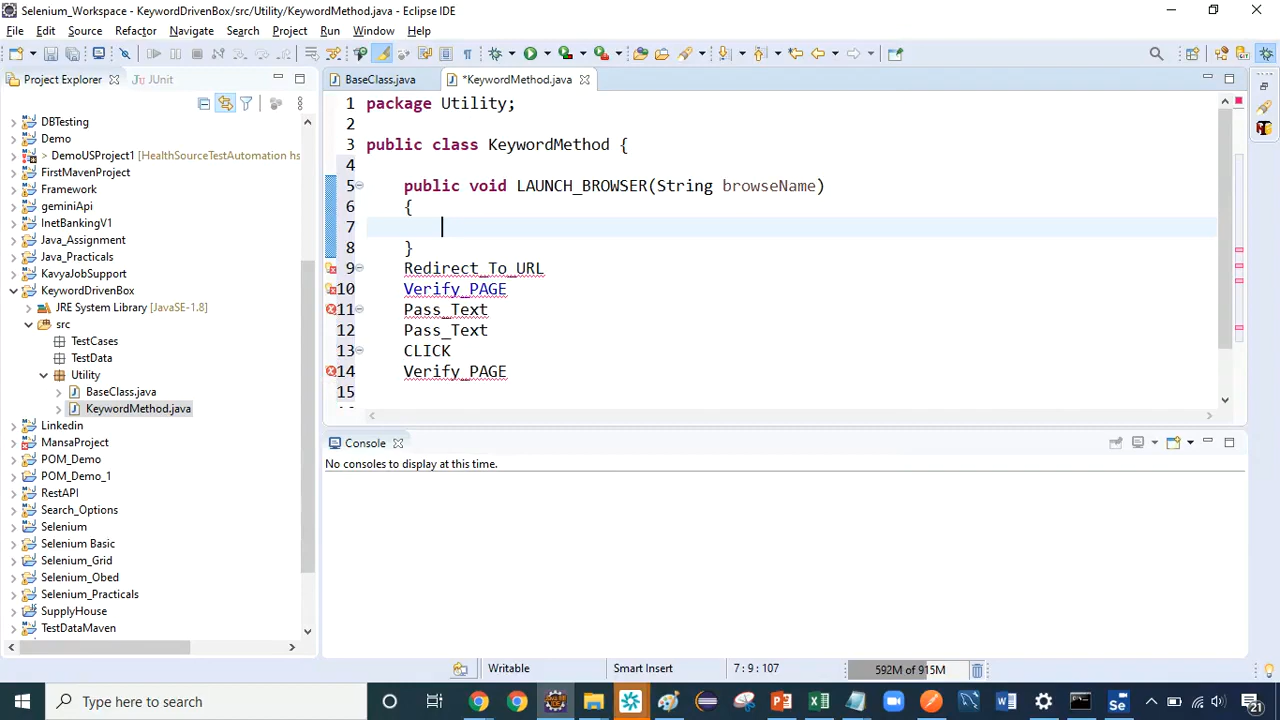 Selenium_Workspace - KeywordDrivenBox/src/Utility/KeywordMethod.java - Eclipse IDE
File Edit Source Refactor Navigate Search Project Run Window Help
Project Explorer JUnit
BaseClass.java *KeywordMethod.java
DBTesting
Demo
> DemoUSProject1 [HealthSourceTestAutomation hs
FirstMavenProject
Framework
geminiApi
InetBankingV1
Java_Assignment
Java_Practicals
KavyaJobSupport
KeywordDrivenBox
JRE System Library [JavaSE-1.8]
src
TestCases
TestData
Utility
BaseClass.java
KeywordMethod.java
Linkedin
MansaProject
POM_Demo
POM_Demo_1
RestAPI
Search_Options
Selenium
Selenium Basic
Selenium_Grid
Selenium_Obed
Selenium_Practicals
SupplyHouse
TestDataMaven
1 package Utility;
2
3 public class KeywordMethod {
4
5 public void LAUNCH_BROWSER(String browseName)
6 {
7
8 }
9 Redirect_To_URL
10 Verify_PAGE
11 Pass_Text
12 Pass_Text
13 CLICK
14 Verify_PAGE
15
Console
No consoles to display at this time.
Writable Smart Insert 7 : 9 : 107 592M of 915M
Type here to search
21